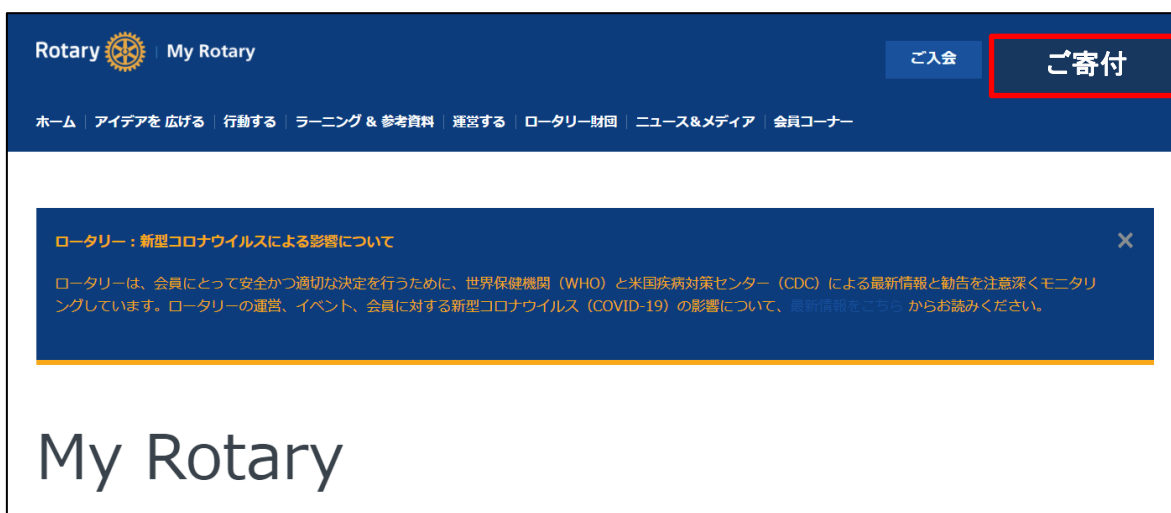 Rotary | My Rotary
ご入会
ご寄付
ホーム | アイデアを 広げる | 行動する | ラーニング & 参考資料 | 運営する | ロータリー財団 | ニュース&メディア | 会員コーナー
ロータリー：新型コロナウイルスによる影響について
×
ロータリーは、会員にとって安全かつ適切な決定を行うために、世界保健機関（WHO）と米国疾病対策センター（CDC）による最新情報と勧告を注意深くモニタリ
ングしています。ロータリーの運営、イベント、会員に対する新型コロナウイルス（COVID-19）の影響について、最新情報をこちら からお読みください。
My Rotary